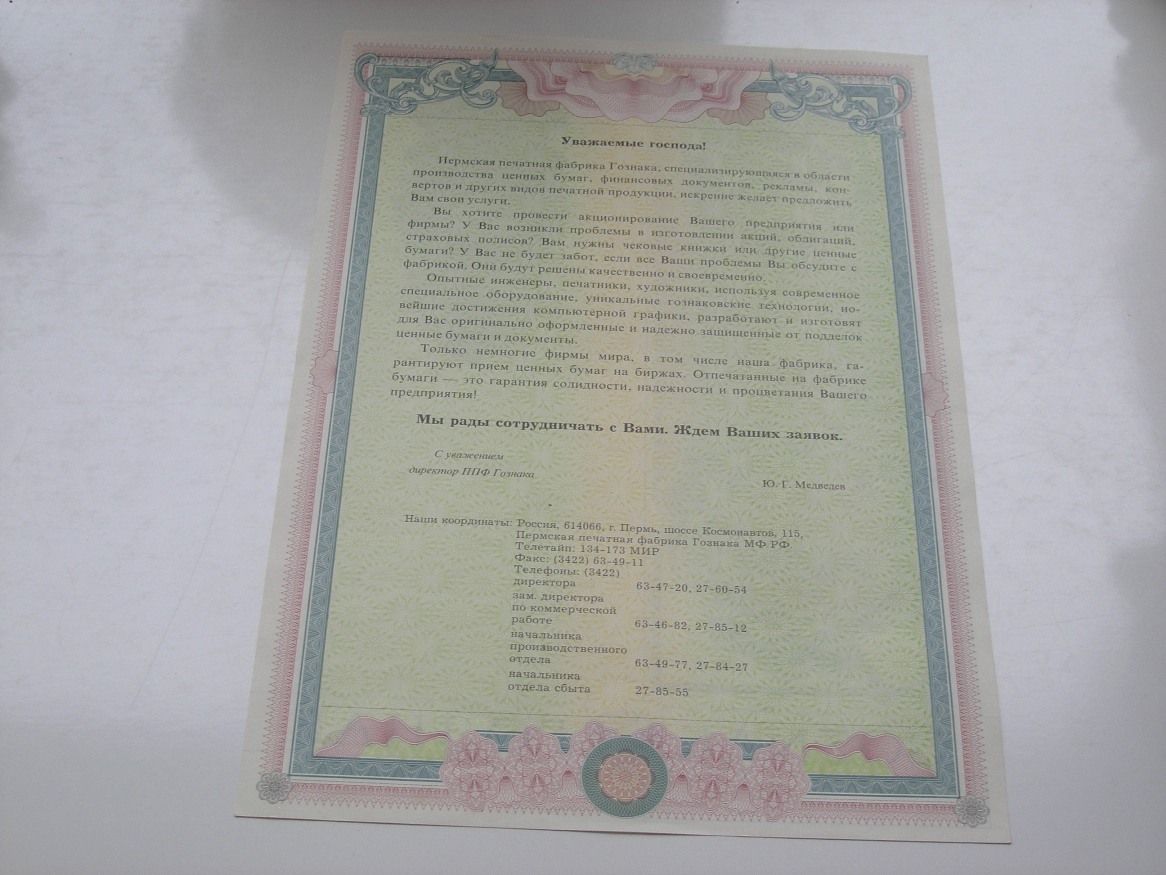 Уважаемые господа!
Пермская печатная фабрика Гознака, специализирующаяся в области
производства ценных бумаг, финансовых документов, рекламы, кон-
вертов и других видов печатной продукции, искренне желает предложить
Вам свои услуги.
Вы хотите провести акционирование Вашего предприятия или
фирмы? У Вас возникли проблемы в изготовлении акций, облигаций,
страховых полисов? Вам нужны чековые книжки или другие ценные
бумаги? У Вас не будет забот, если все Ваши проблемы Вы обсудите с
фабрикой. Они будут решены качественно и своевременно.
Опытные инженеры, печатники, художники, используя современное
специальное оборудование, уникальные гознаковские технологии, но-
вейшие достижения компьютерной графики, разработают и изготовят
для Вас оригинально оформленные и надежно защищенные от подделок
ценные бумаги и документы.
Только немногие фирмы мира, в том числе наша фабрика, га-
рантируют прием ценных бумаг на биржах. Отпечатанные на фабрике
бумаги — это гарантия солидности, надежности и процветания Вашего
предприятия!
Мы рады сотрудничать с Вами. Ждем Ваших заявок.
С уважением
директор ППФ Гознака
Ю. Г. Медведев
Наши координаты: Россия, 614066, г. Пермь, шоссе Космонавтов, 115,
Пермская печатная фабрика Гознака МФ РФ
Телетайп: 134-173 МИР
Факс: (3422) 63-49-11
Телефоны: (3422)
директора 63-47-20, 27-60-54
зам. директора
по коммерческой
работе 63-46-82, 27-85-12
начальника
производственного
отдела 63-49-77, 27-84-27
начальника
отдела сбыта 27-85-55